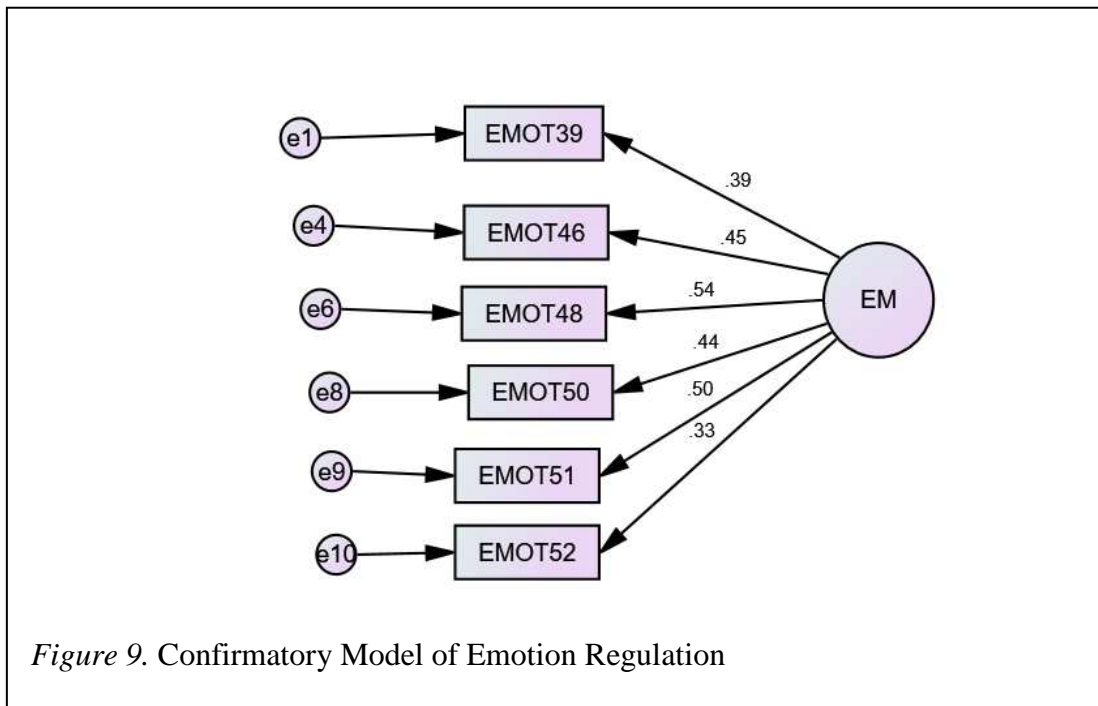 e1
EMOT39
.39
e4
EMOT46
.45
e6
EMOT48
.54
EM
e8
EMOT50
.44
e9
EMOT51
.50
e10
EMOT52
.33
Figure 9. Confirmatory Model of Emotion Regulation